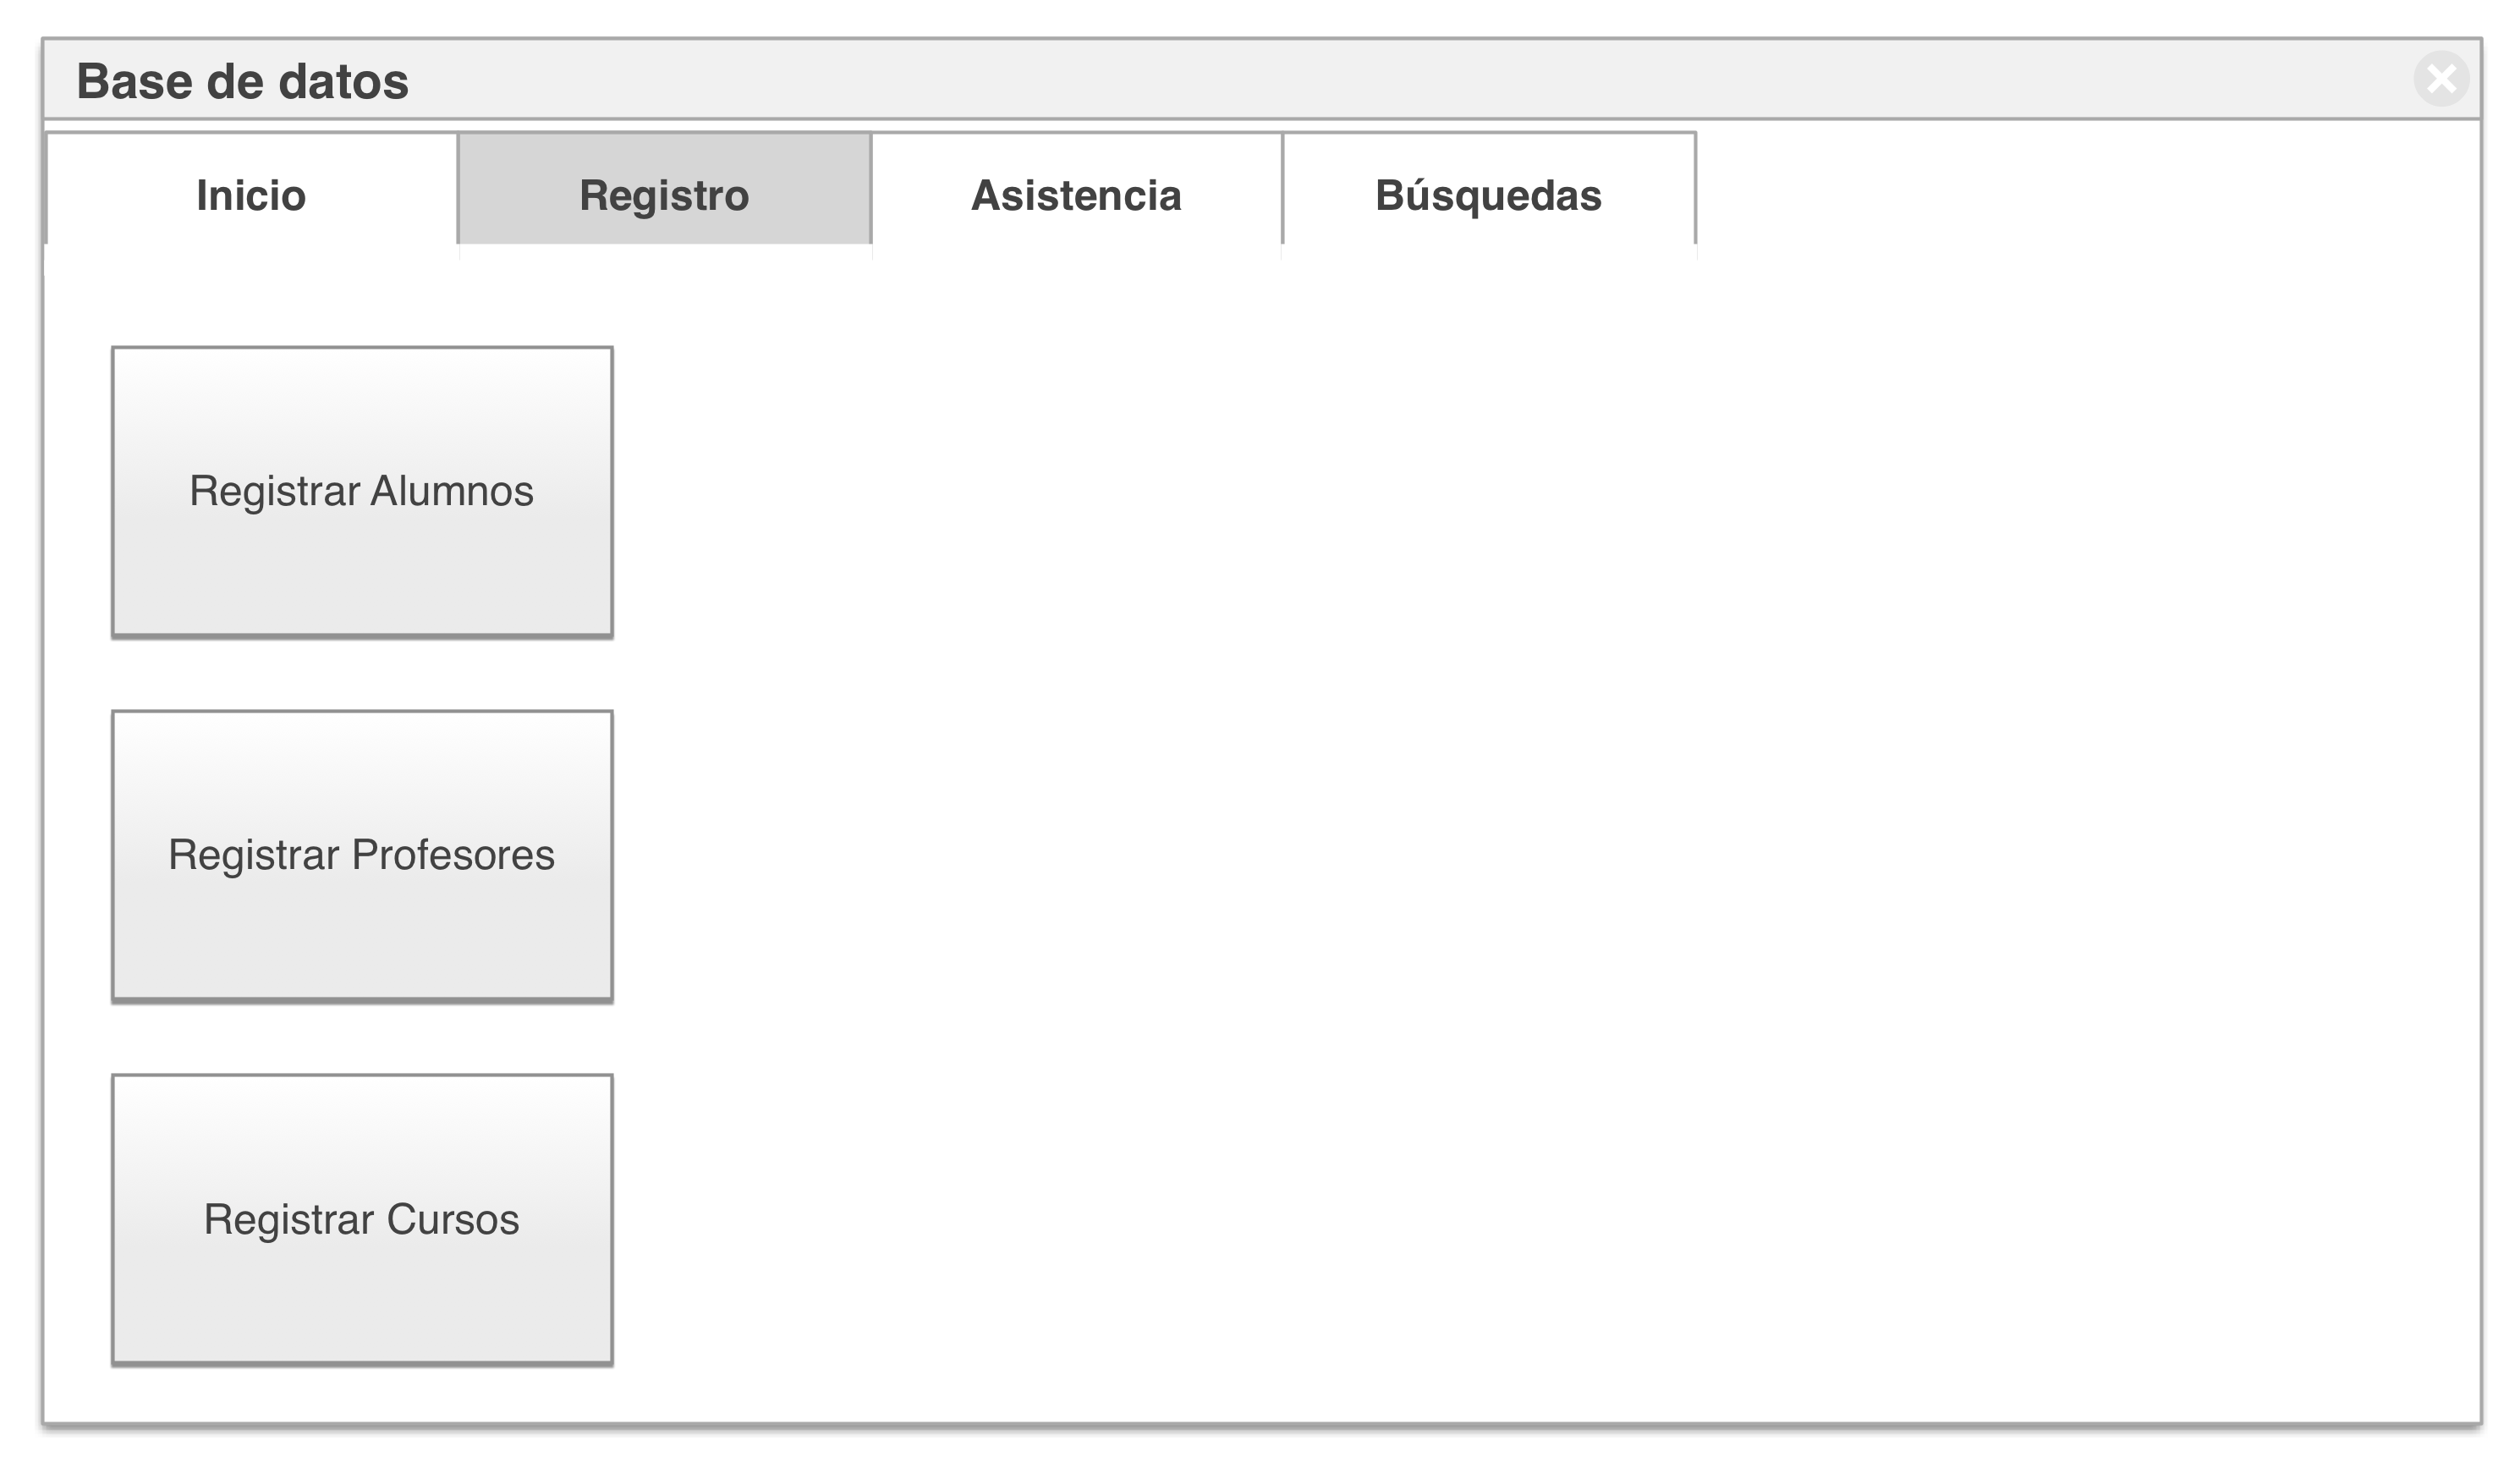 Base de datos
Inicio
Registro
Asistencia
Búsquedas
Registrar Alumnos
Registrar Profesores
Registrar Cursos